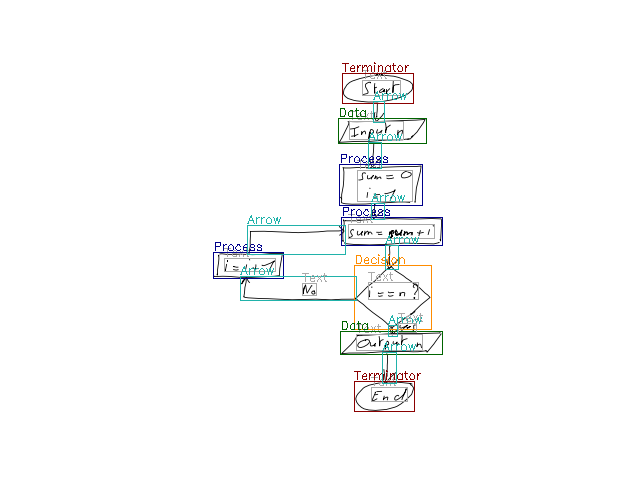 Terminator
Text
Start
Arrow
Data
Text
Input n
Arrow
Process
sum = 0
Arrow
Process
Text
sum = sum + 1
Arrow
Arrow
Process
Text
Arrow
Decision
Text
i == n ?
Text
No
Text
Arrow
Data
Text
Output n
Arrow
Terminator
Text
End